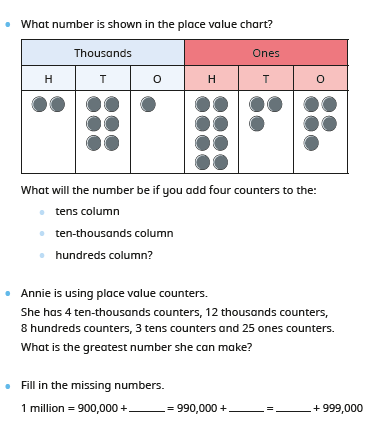 What number is shown in the place value chart?
Thousands Ones
H T O H T O
What will the number be if you add four counters to the:
tens column
ten-thousands column
hundreds column?
Annie is using place value counters.
She has 4 ten-thousands counters, 12 thousands counters,
8 hundreds counters, 3 tens counters and 25 ones counters.
What is the greatest number she can make?
Fill in the missing numbers.
1 million = 900,000 + ______ = 990,000 + ______ = ______ + 999,000